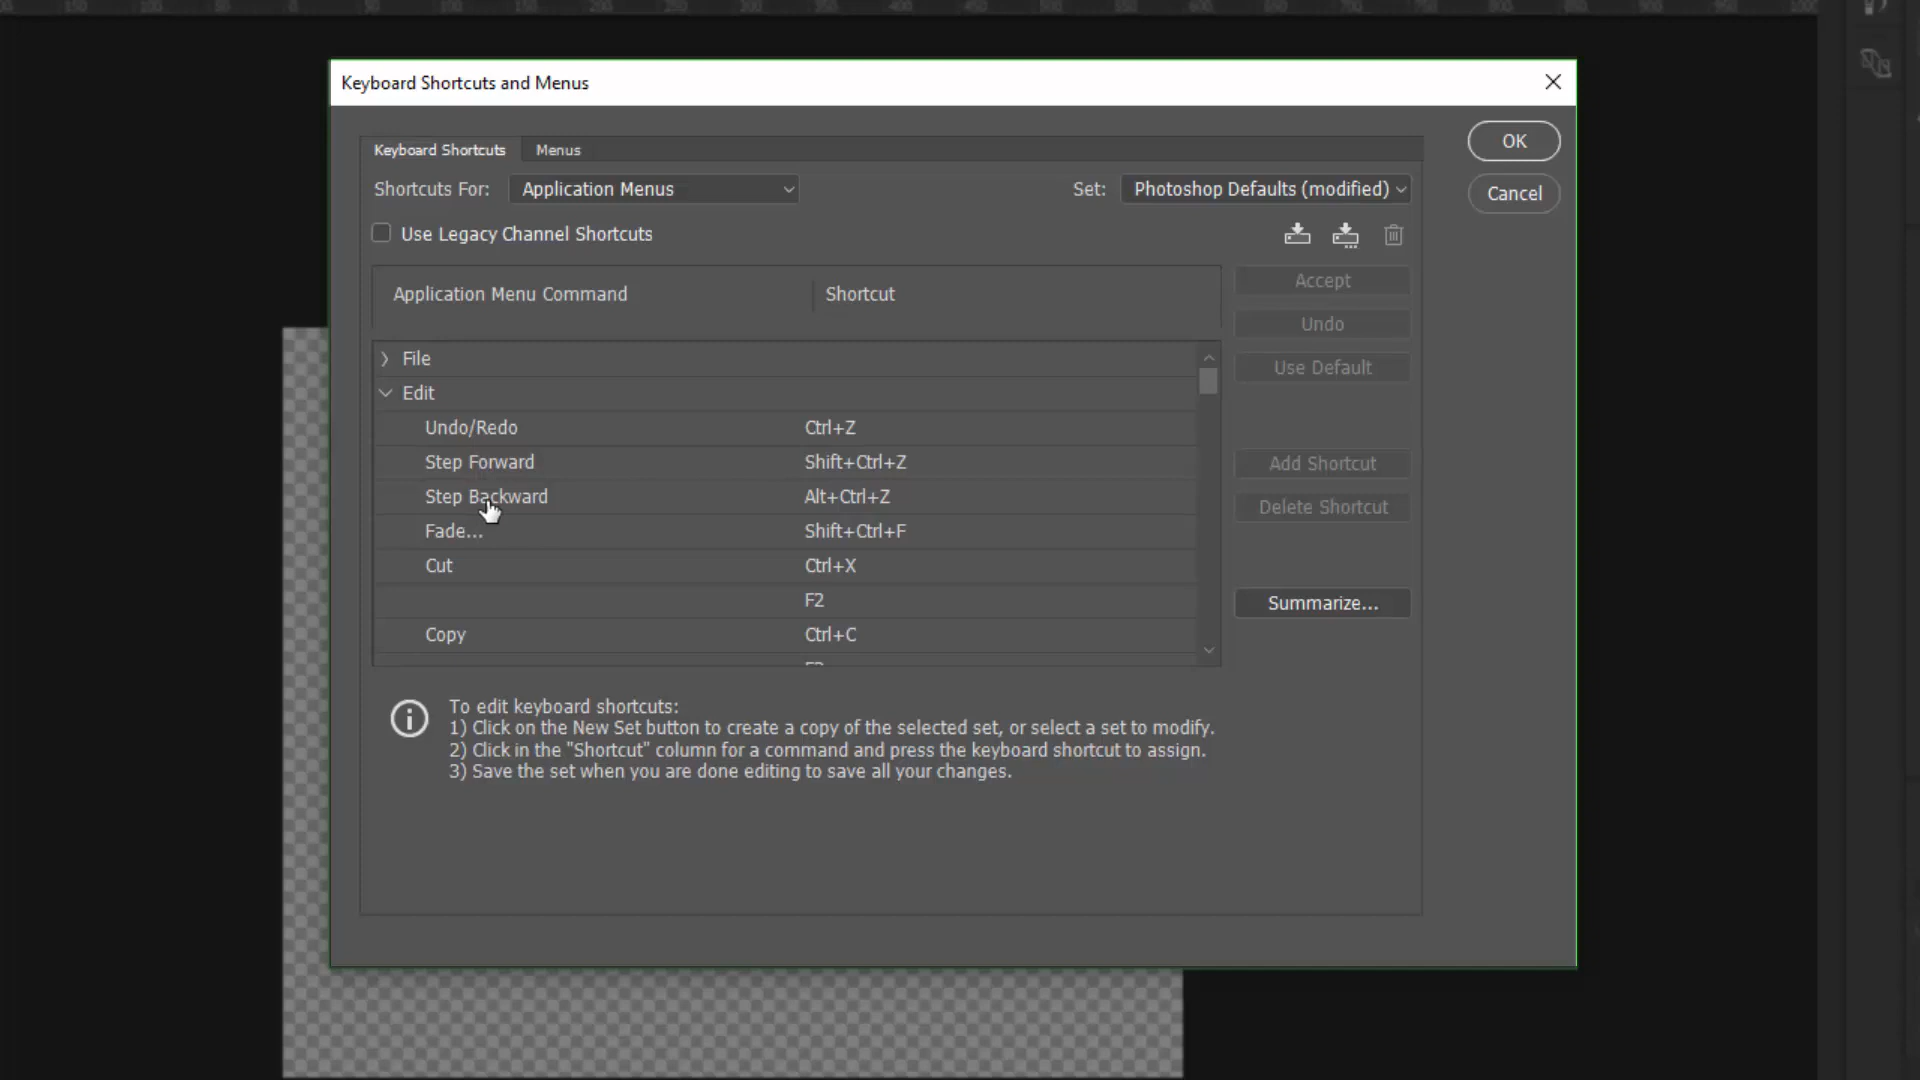 Keyboard Shortcuts and Menus
Keyboard Shortcuts
Menus
OK
Shortcuts For:
Application Menus
Set:
Photoshop Defaults (modified)
Cancel
Use Legacy Channel Shortcuts
Application Menu Command
Shortcut
Accept
Undo
Use Default
File
Edit
Undo/Redo
Ctrl+Z
Step Forward
Shift+Ctrl+Z
Add Shortcut
Step Backward
Alt+Ctrl+Z
Delete Shortcut
Fade...
Shift+Ctrl+F
Cut
Ctrl+X
F2
Summarize...
Copy
Ctrl+C
To edit keyboard shortcuts:
1) Click on the New Set button to create a copy of the selected set, or select a set to modify.
2) Click in the "Shortcut" column for a command and press the keyboard shortcut to assign.
3) Save the set when you are done editing to save all your changes.